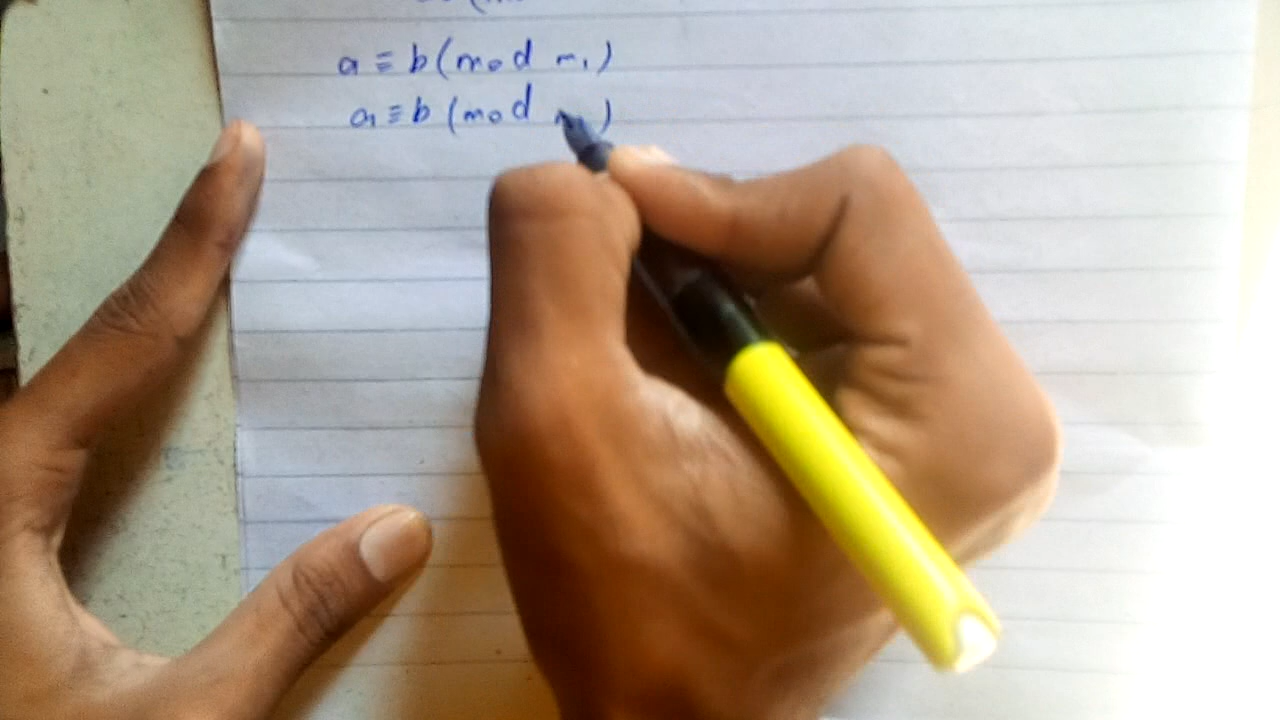 a ≡ b (mod m₁)
a ≡ b (mod